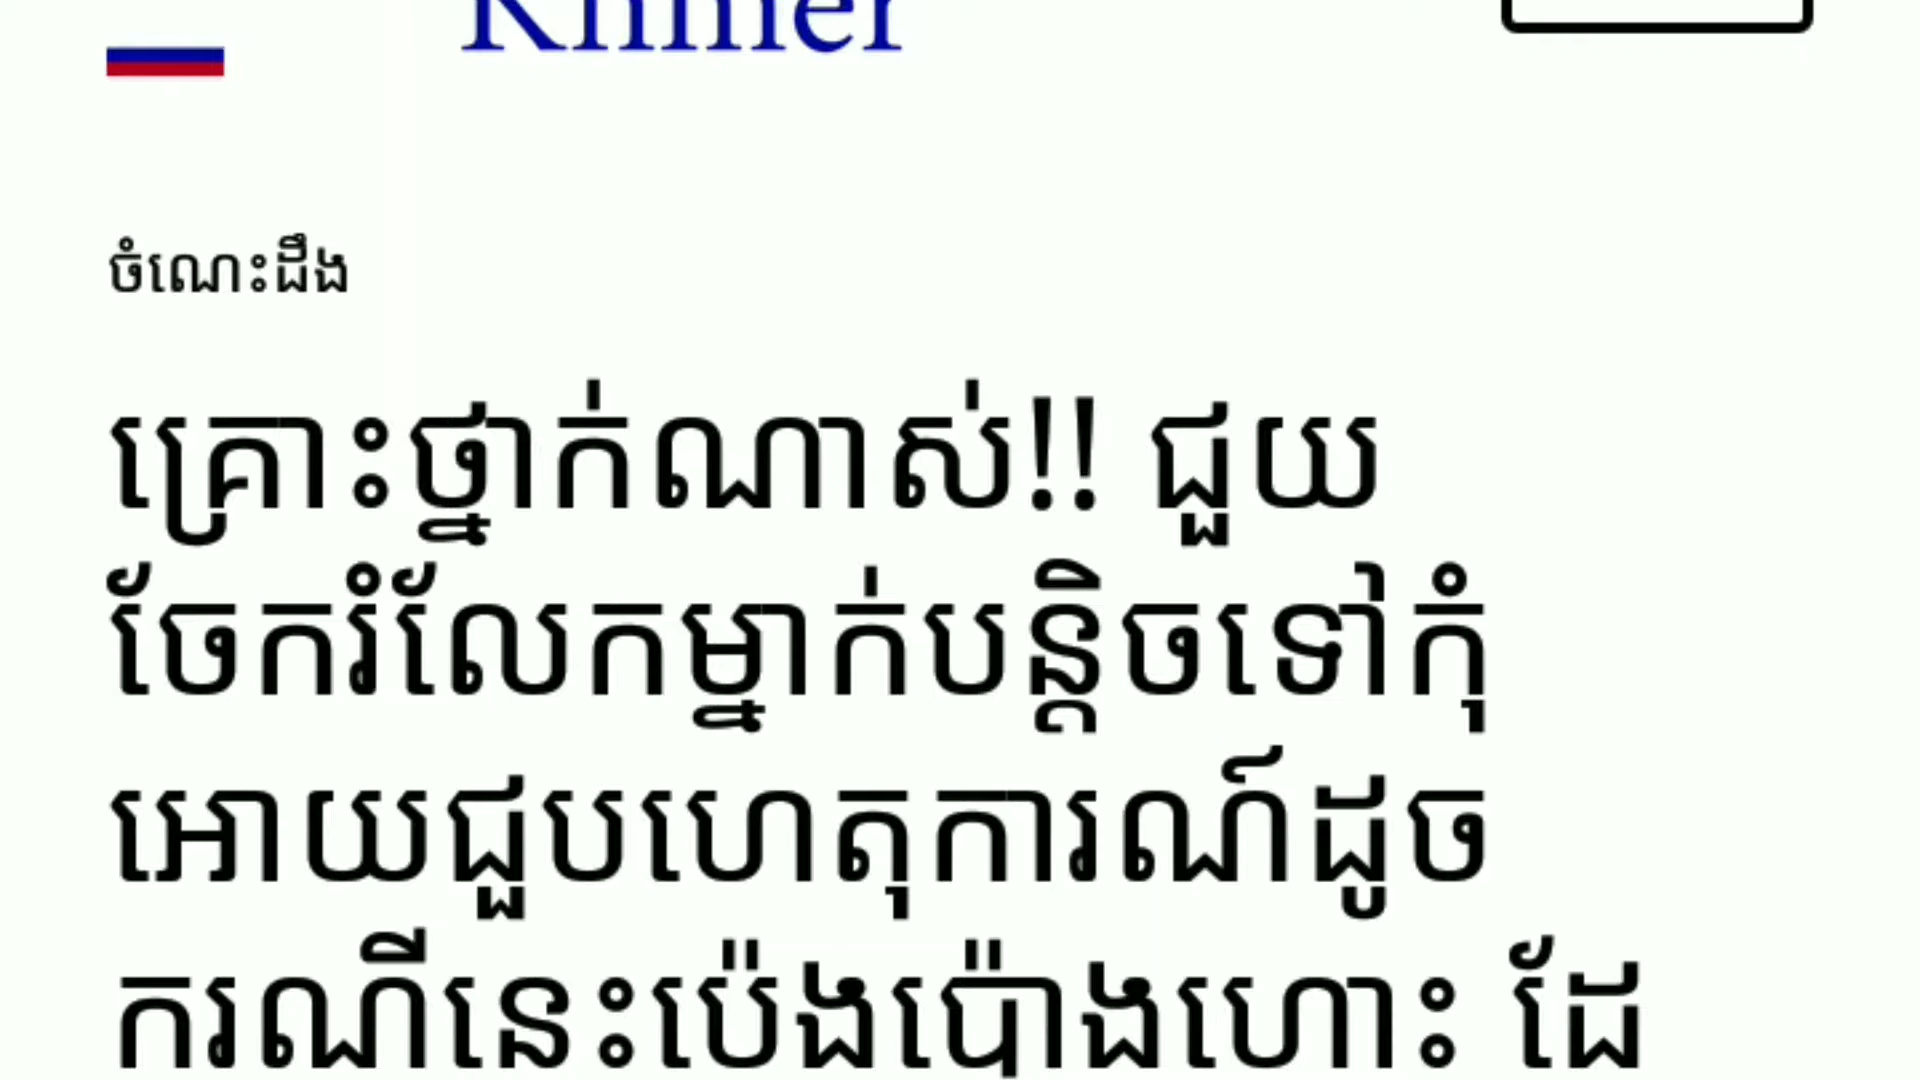 Khmer
ចំណេះដឹង
គ្រោះថ្នាក់ណាស់!! ជួយ
ចែករំលែកម្នាក់បន្តិចទៅកុំ
អោយជួបហេតុការណ៍ដូច
ករណីនេះប៉េងប៉ោងហោះ ដែ